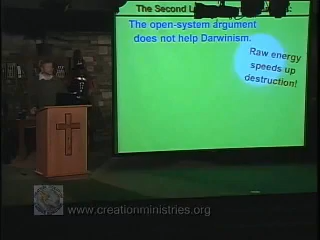 The Second L
The open-system argument
does not help Darwinism.
Raw energy
speeds up
destruction!
www.creationministries.org